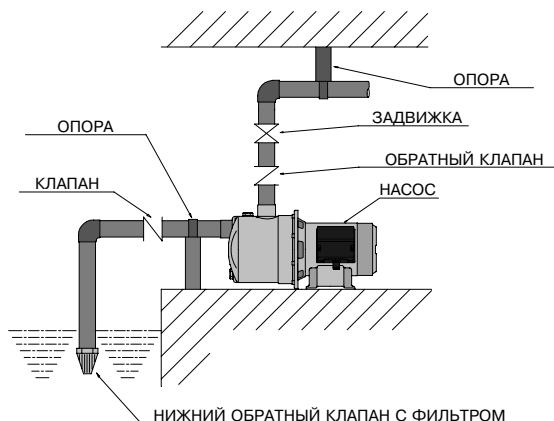 ОПОРА
ЗАДВИЖКА
ОПОРА
ОБРАТНЫЙ КЛАПАН
КЛАПАН
НАСОС
НИЖНИЙ ОБРАТНЫЙ КЛАПАН С ФИЛЬТРОМ